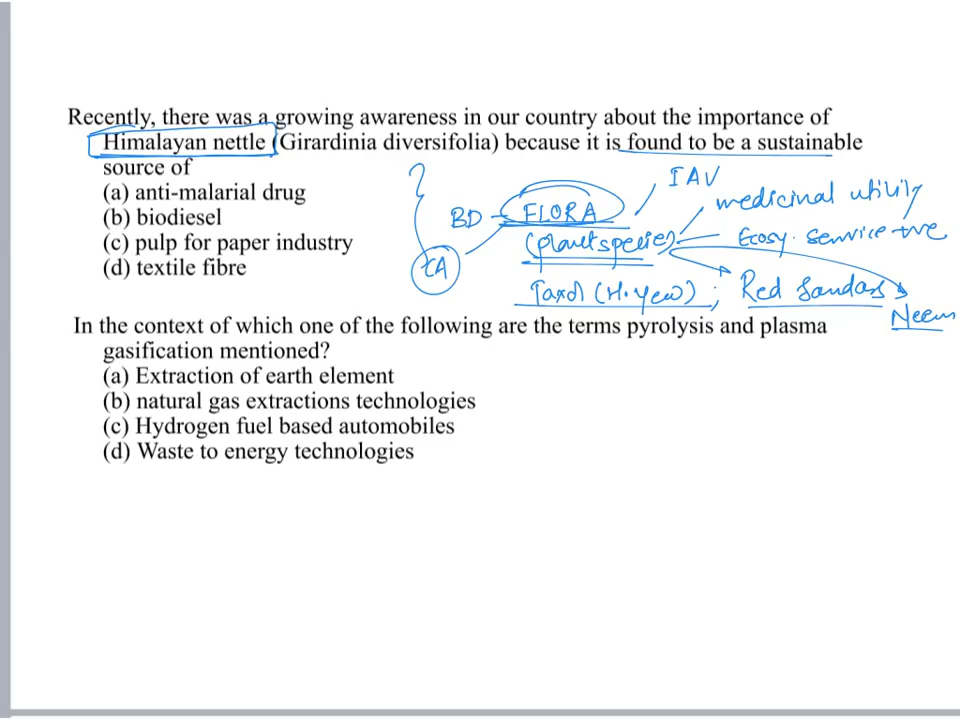 Recently, there was a growing awareness in our country about the importance of
Himalayan nettle (Girardinia diversifolia) because it is found to be a sustainable
source of
(a) anti-malarial drug
(b) biodiesel
(c) pulp for paper industry
(d) textile fibre
IAV
medicinal utility
BD - FLORA
(plant species)
Ecosy. service
CA
Taxol (H. yew) ; Red Sandars
Neem
In the context of which one of the following are the terms pyrolysis and plasma
gasification mentioned?
(a) Extraction of earth element
(b) natural gas extractions technologies
(c) Hydrogen fuel based automobiles
(d) Waste to energy technologies